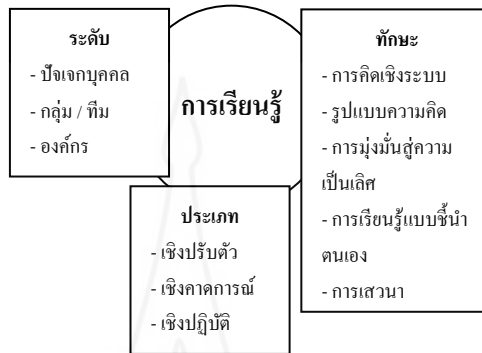 ระดับ
- ปัจเจกบุคคล
- กลุ่ม / ทีม
- องค์กร
การเรียนรู้
ทักษะ
- การคิดเชิงระบบ
- รูปแบบความคิด
- การมุ่งมั่นสู่ความ
เป็นเลิศ
- การเรียนรู้แบบชี้นำ
ตนเอง
- การเสวนา
ประเภท
- เชิงปรับตัว
- เชิงคาดการณ์
- เชิงปฏิบัติ